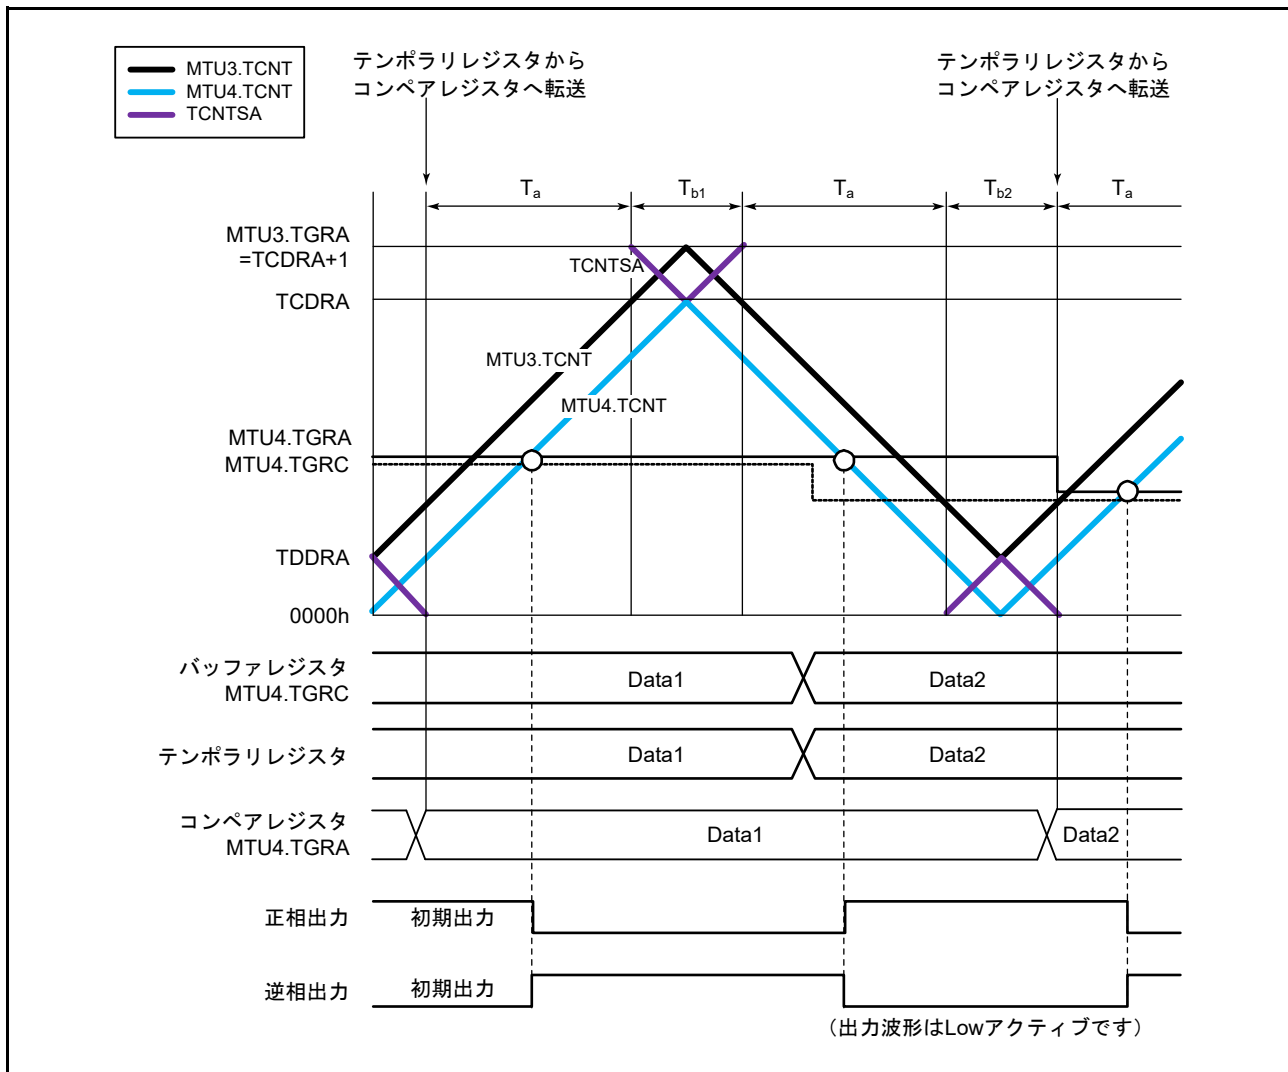 MTU3.TCNT
MTU4.TCNT
TCNTSA
テンポラリレジスタから
コンペアレジスタへ転送
テンポラリレジスタから
コンペアレジスタへ転送
Ta
Tb1
Ta
Tb2
Ta
MTU3.TGRA
=TCDRA+1
TCNTSA
TCDRA
MTU3.TCNT
MTU4.TCNT
MTU4.TGRA
MTU4.TGRC
TDDRA
0000h
バッファレジスタ
MTU4.TGRC
Data1
Data2
テンポラリレジスタ
Data1
Data2
コンペアレジスタ
MTU4.TGRA
Data1
Data2
正相出力
初期出力
逆相出力
初期出力
（出力波形はLowアクティブです）